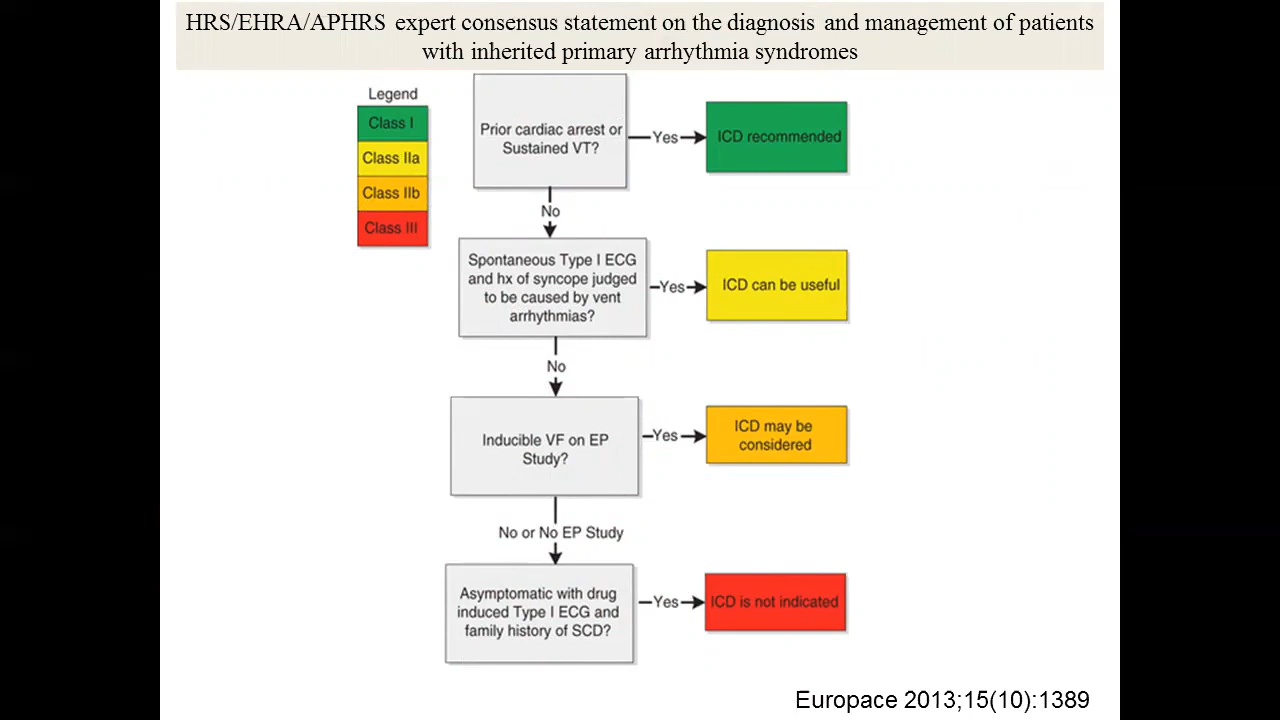 HRS/EHRA/APHRS expert consensus statement on the diagnosis and management of patients
with inherited primary arrhythmia syndromes
Legend
Class I
Class IIa
Class IIb
Class III
Prior cardiac arrest or
Sustained VT?
Yes
ICD recommended
No
Spontaneous Type I ECG
and hx of syncope judged
to be caused by vent
arrhythmias?
Yes
ICD can be useful
No
Inducible VF on EP
Study?
Yes
ICD may be
considered
No or No EP Study
Asymptomatic with drug
induced Type I ECG and
family history of SCD?
Yes
ICD is not indicated
Europace 2013;15(10):1389